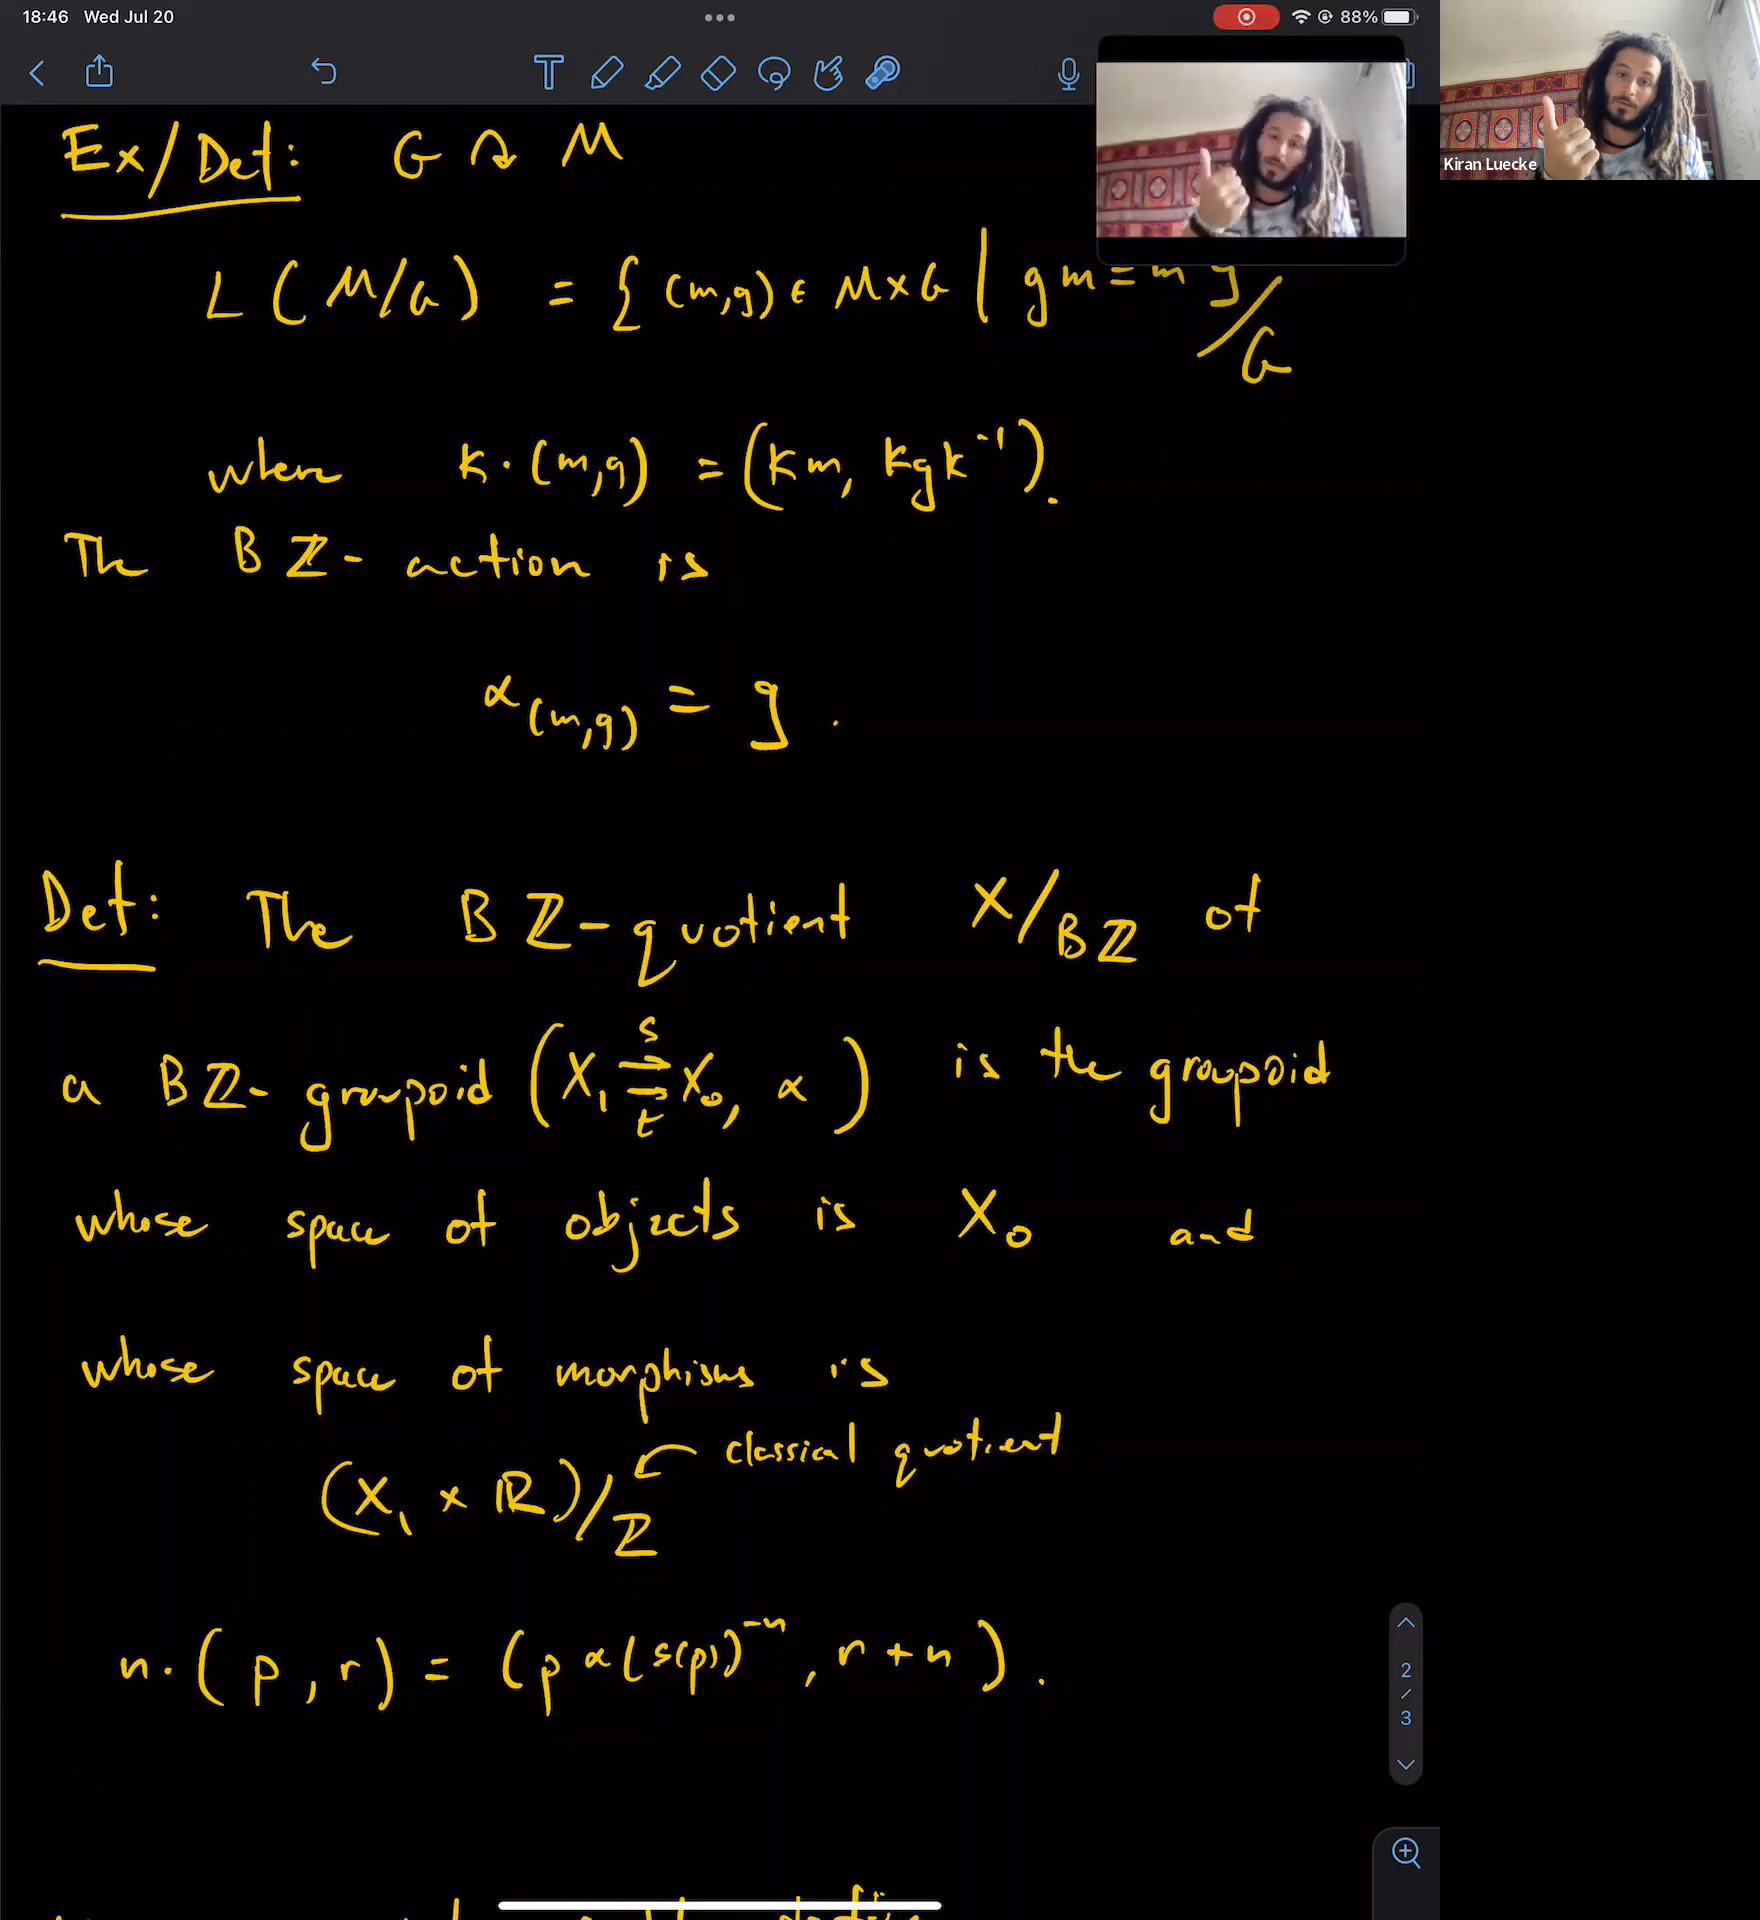 18:46 Wed Jul 20
88%
Kiran Luecke
Ex/Def: G ↷ M
L(M/G) = { (m,g) ∈ M×G | gm = m }/G
where k·(m,g) = (km, kgk⁻¹).
The Bℤ-action is
α₍ₘ,g₎ = g.
Def: The Bℤ-quotient X/Bℤ of
a Bℤ-groupoid (X₁ ⇉ X₀, α) is the groupoid
s
t
whose space of objects is X₀ and
whose space of morphisms is
(X₁ × ℝ)/ℤ ← classical quotient
n·(p, r) = (pα(s(p))⁻ⁿ, r+n).
2
/
3